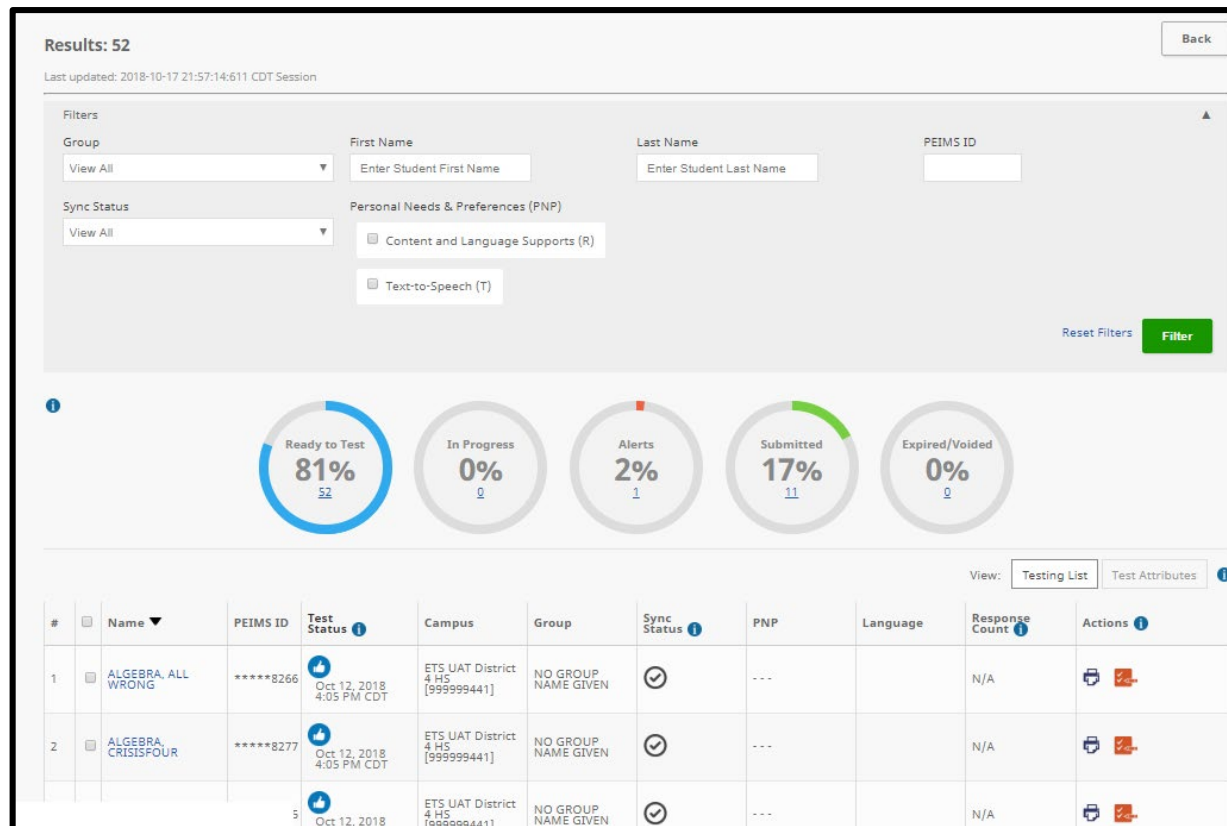 Results: 52
Back
Last updated: 2018-10-17 21:57:14:611 CDT Session
Filters
Group
First Name
Last Name
PEIMS ID
View All
Enter Student First Name
Enter Student Last Name
Sync Status
Personal Needs & Preferences (PNP)
View All
Content and Language Supports (R)
Text-to-Speech (T)
Reset Filters
Filter
Ready to Test
81%
52
In Progress
0%
0
Alerts
2%
1
Submitted
17%
11
Expired/Voided
0%
0
View:
Testing List
Test Attributes
#
Name
PEIMS ID
Test
Status
Campus
Group
Sync
Status
PNP
Language
Response
Count
Actions
1
ALGEBRA, ALL
WRONG
*****8266
Oct 12, 2018
4:05 PM CDT
ETS UAT District
4 HS
[999999441]
NO GROUP
NAME GIVEN
- - -
N/A
2
ALGEBRA,
CRISISFOUR
*****8277
Oct 12, 2018
4:05 PM CDT
ETS UAT District
4 HS
[999999441]
NO GROUP
NAME GIVEN
- - -
N/A
5
Oct 12, 2018
ETS UAT District
4 HS
[999999441]
NO GROUP
NAME GIVEN
- - -
N/A